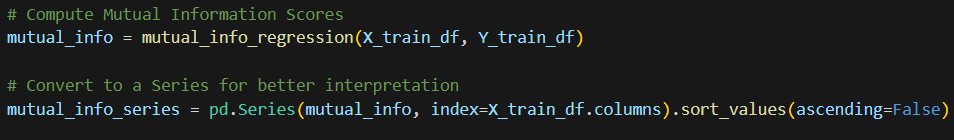 # Compute Mutual Information Scores
mutual_info = mutual_info_regression(X_train_df, Y_train_df)
# Convert to a Series for better interpretation
mutual_info_series = pd.Series(mutual_info, index=X_train_df.columns).sort_values(ascending=False)